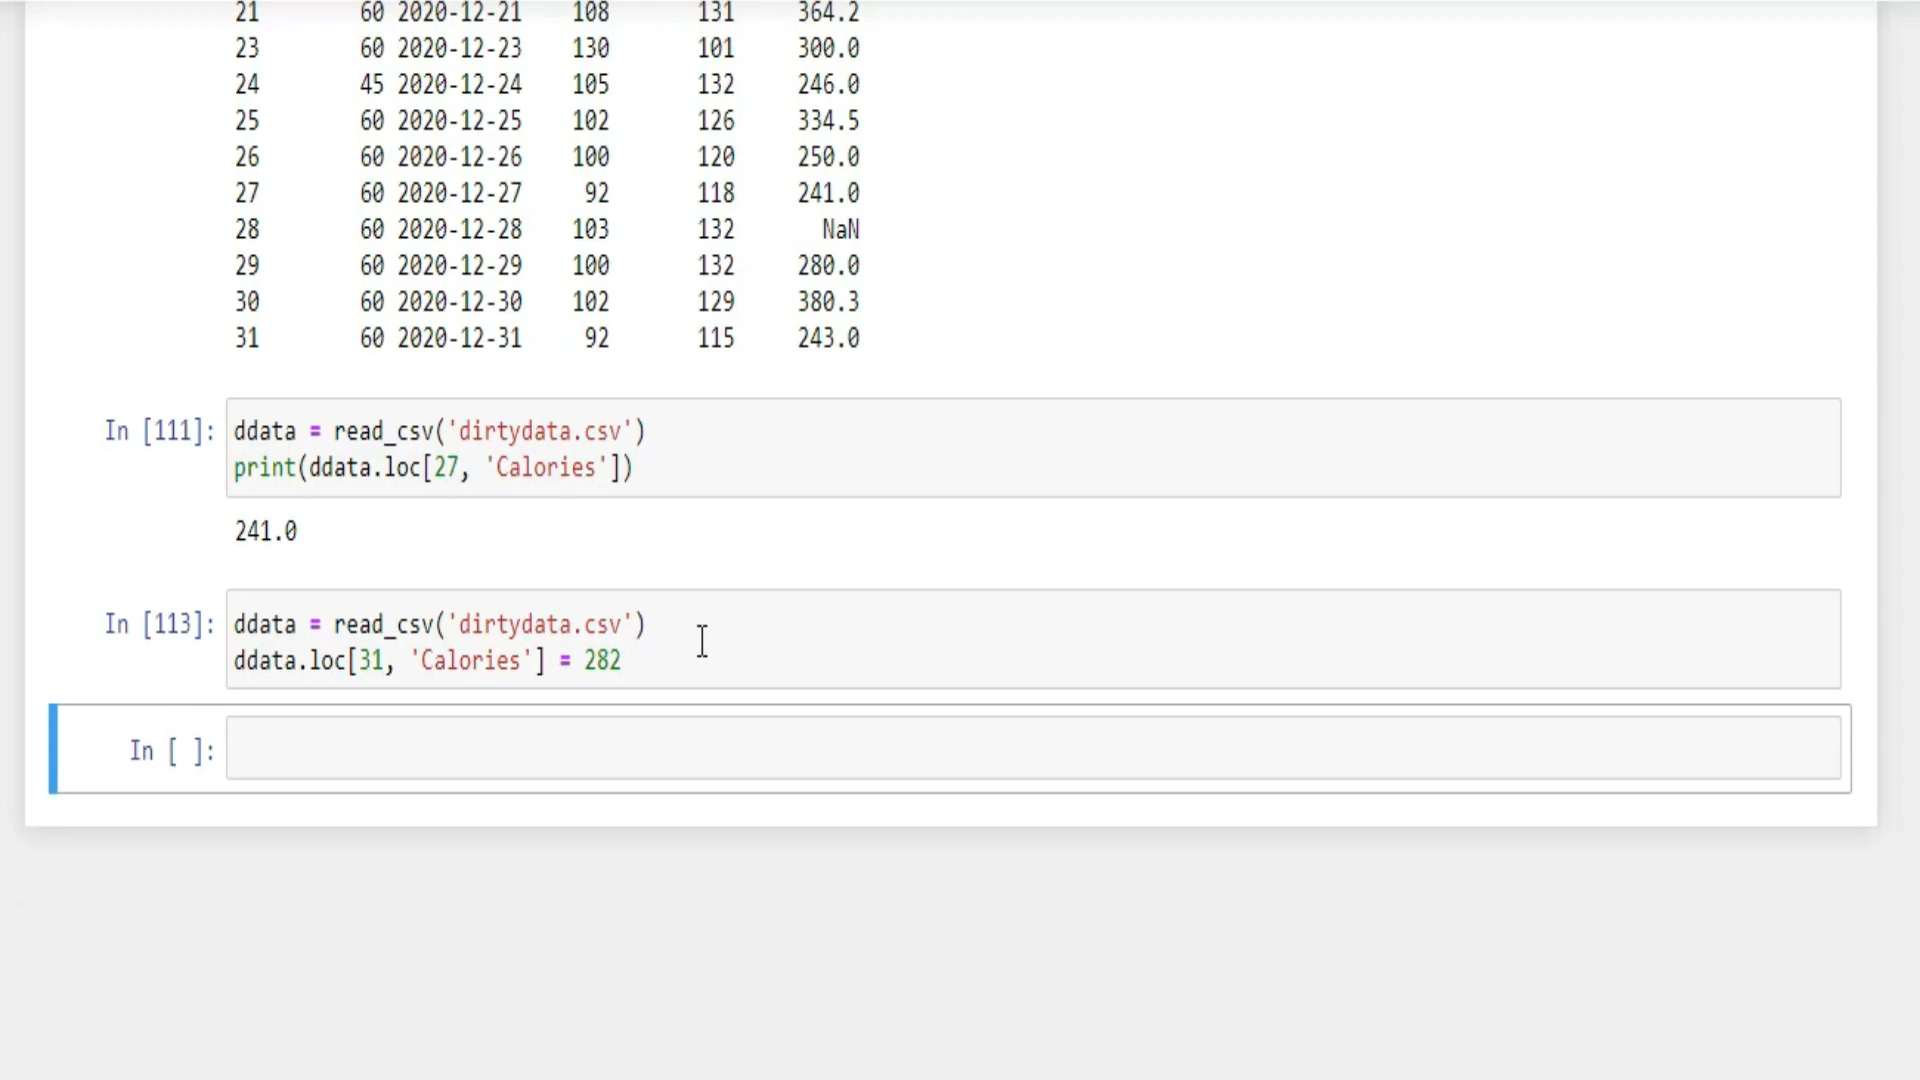 21 60 2020-12-21 108 131 364.2
23 60 2020-12-23 130 101 300.0
24 45 2020-12-24 105 132 246.0
25 60 2020-12-25 102 126 334.5
26 60 2020-12-26 100 120 250.0
27 60 2020-12-27 92 118 241.0
28 60 2020-12-28 103 132 NaN
29 60 2020-12-29 100 132 280.0
30 60 2020-12-30 102 129 380.3
31 60 2020-12-31 92 115 243.0
In [111]: ddata = read_csv('dirtydata.csv')
print(ddata.loc[27, 'Calories'])
241.0
In [113]: ddata = read_csv('dirtydata.csv')
ddata.loc[31, 'Calories'] = 282
In [ ]: